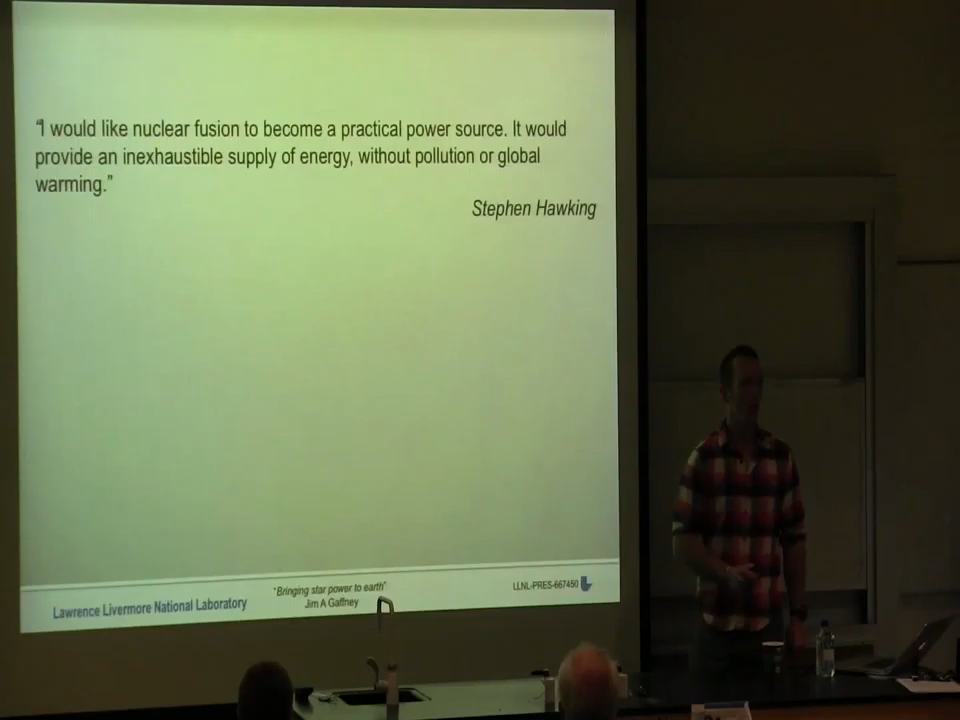 “I would like nuclear fusion to become a practical power source. It would
provide an inexhaustible supply of energy, without pollution or global
warming.”
Stephen Hawking
Lawrence Livermore National Laboratory
“Bringing star power to earth”
Jim A Gaffney
LLNL-PRES-667450